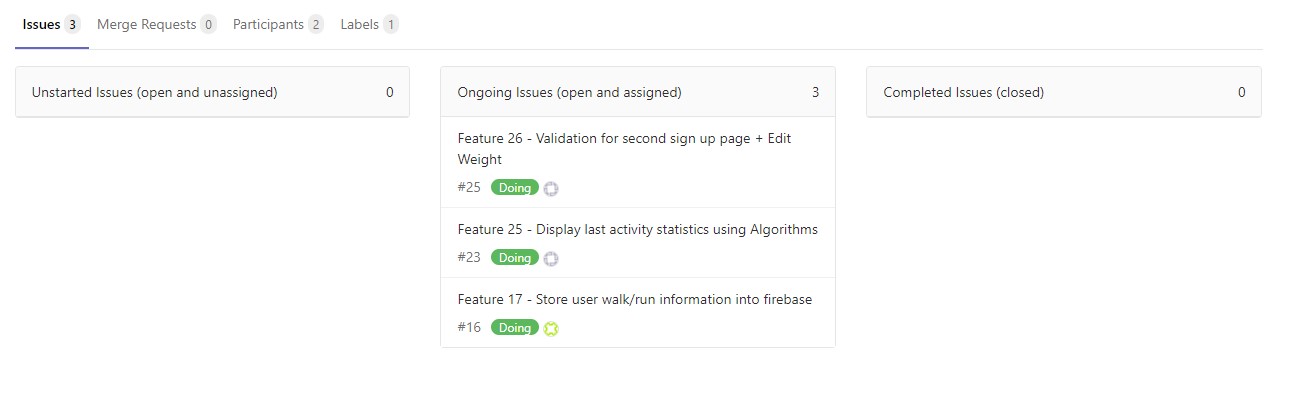 Issues 3 Merge Requests 0 Participants 2 Labels 1
Unstarted Issues (open and unassigned) 0
Ongoing Issues (open and assigned) 3
Feature 26 - Validation for second sign up page + Edit
Weight
#25 Doing
Feature 25 - Display last activity statistics using Algorithms
#23 Doing
Feature 17 - Store user walk/run information into firebase
#16 Doing
Completed Issues (closed) 0